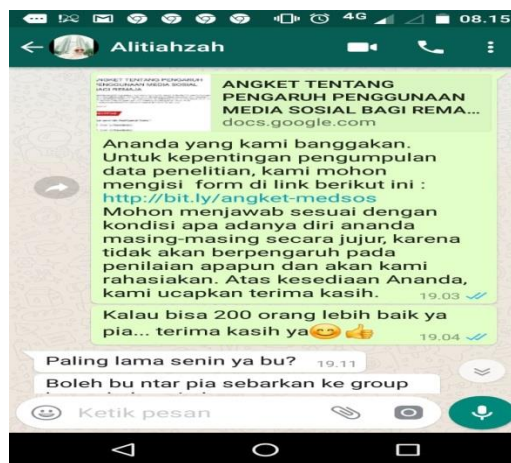 4G 08.15
Alitiahzah
ANGKET TENTANG
PENGARUH PENGGUNAAN
MEDIA SOSIAL BAGI REMA...
docs.google.com
Ananda yang kami banggakan.
Untuk kepentingan pengumpulan
data penelitian, kami mohon
mengisi form di link berikut ini :
http://bit.ly/angket-medsos
Mohon menjawab sesuai dengan
kondisi apa adanya diri ananda
masing-masing secara jujur, karena
tidak akan berpengaruh pada
penilaian apapun dan akan kami
rahasiakan. Atas kesediaan Ananda,
kami ucapkan terima kasih. 19.03
Kalau bisa 200 orang lebih baik ya
pia... terima kasih ya😊👍 19.04
Paling lama senin ya bu? 19.11
Boleh bu ntar pia sebarkan ke group
Ketik pesan